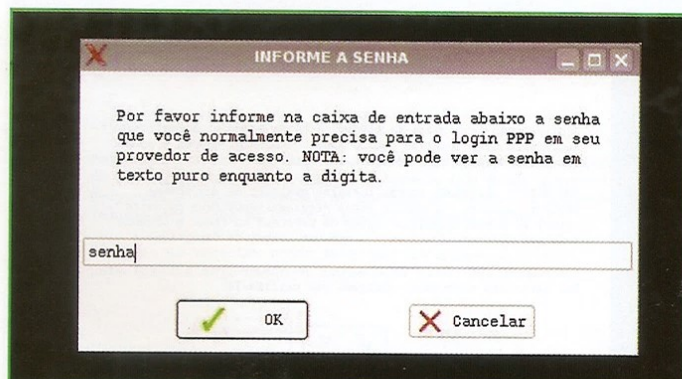 INFORME A SENHA
Por favor informe na caixa de entrada abaixo a senha
que você normalmente precisa para o login PPP em seu
provedor de acesso. NOTA: você pode ver a senha em
texto puro enquanto a digita.
senha
OK
Cancelar